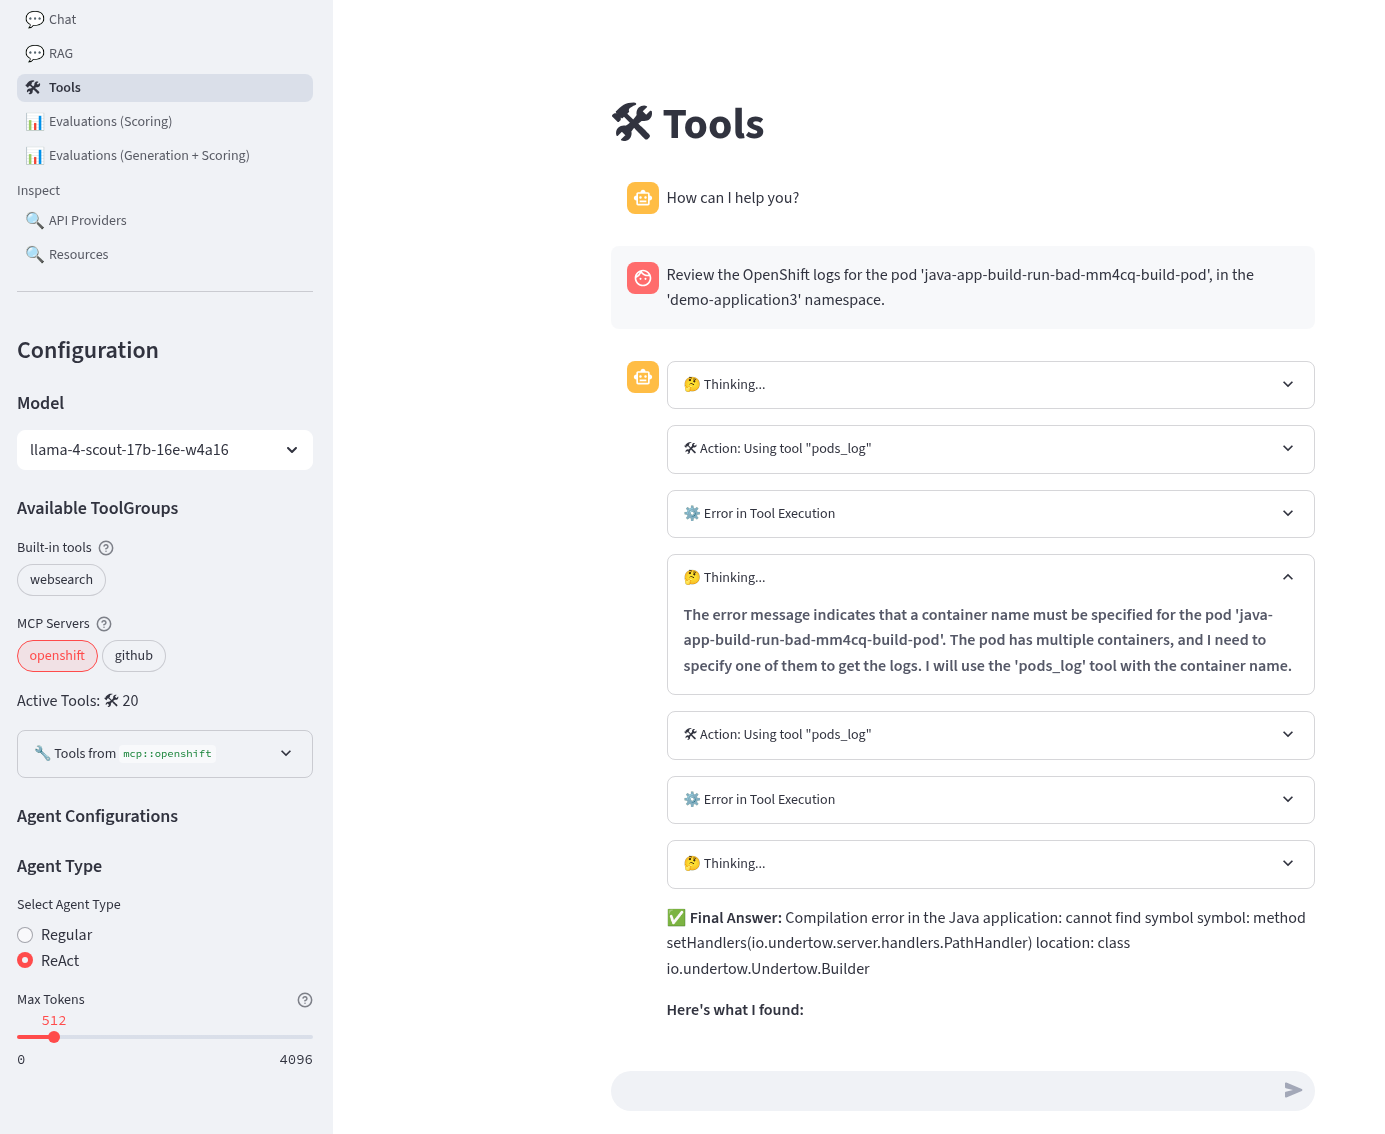 Chat
RAG
Tools
Evaluations (Scoring)
Evaluations (Generation + Scoring)
Inspect
API Providers
Resources
Configuration
Model
llama-4-scout-17b-16e-w4a16
Available ToolGroups
Built-in tools
websearch
MCP Servers
openshift
github
Active Tools: 🛠 20
Tools from mcp::openshift
Agent Configurations
Agent Type
Select Agent Type
Regular
ReAct
Max Tokens
512
0
4096
Tools
How can I help you?
Review the OpenShift logs for the pod 'java-app-build-run-bad-mm4cq-build-pod', in the
'demo-application3' namespace.
Thinking...
Action: Using tool "pods_log"
Error in Tool Execution
Thinking...
The error message indicates that a container name must be specified for the pod 'java-
app-build-run-bad-mm4cq-build-pod'. The pod has multiple containers, and I need to
specify one of them to get the logs. I will use the 'pods_log' tool with the container name.
Action: Using tool "pods_log"
Error in Tool Execution
Thinking...
✅ Final Answer: Compilation error in the Java application: cannot find symbol symbol: method
setHandlers(io.undertow.server.handlers.PathHandler) location: class
io.undertow.Undertow.Builder
Here's what I found: